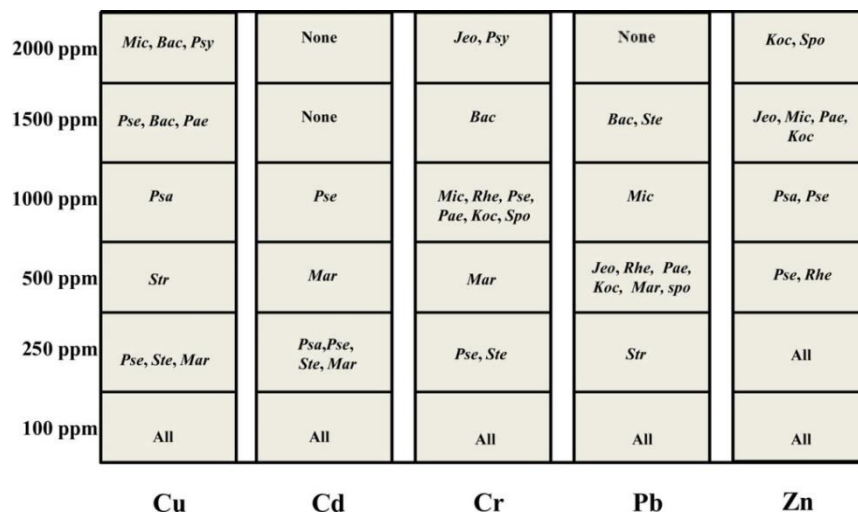 2000 ppm Mic, Bac, Psy None Jeo, Psy None Koc, Spo
1500 ppm Pse, Bac, Pae None Bac Bac, Ste Jeo, Mic, Pae,
Koc
1000 ppm Psa Pse Mic, Rhe, Pse, Mic Psa, Pse
Pae, Koc, Spo
500 ppm Str Mar Mar Jeo, Rhe, Pae, Pse, Rhe
Koc, Mar, spo
250 ppm Pse, Ste, Mar Psa,Pse, Pse, Ste Str All
Ste, Mar
100 ppm All All All All All
Cu Cd Cr Pb Zn